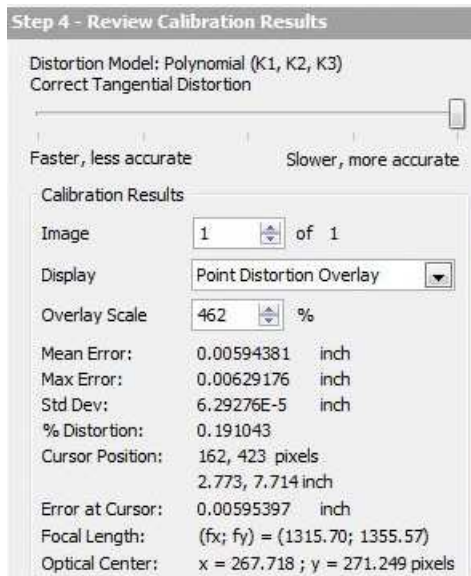 Step 4 - Review Calibration Results
Distortion Model: Polynomial (K1, K2, K3)
Correct Tangential Distortion
Faster, less accurate Slower, more accurate
Calibration Results
Image 1 of 1
Display Point Distortion Overlay
Overlay Scale 462 %
Mean Error: 0.00594381 inch
Max Error: 0.00629176 inch
Std Dev: 6.29276E-5 inch
% Distortion: 0.191043
Cursor Position: 162, 423 pixels
2.773, 7.714 inch
Error at Cursor: 0.00595397 inch
Focal Length: (fx; fy) = (1315.70; 1355.57)
Optical Center: x = 267.718 ; y = 271.249 pixels